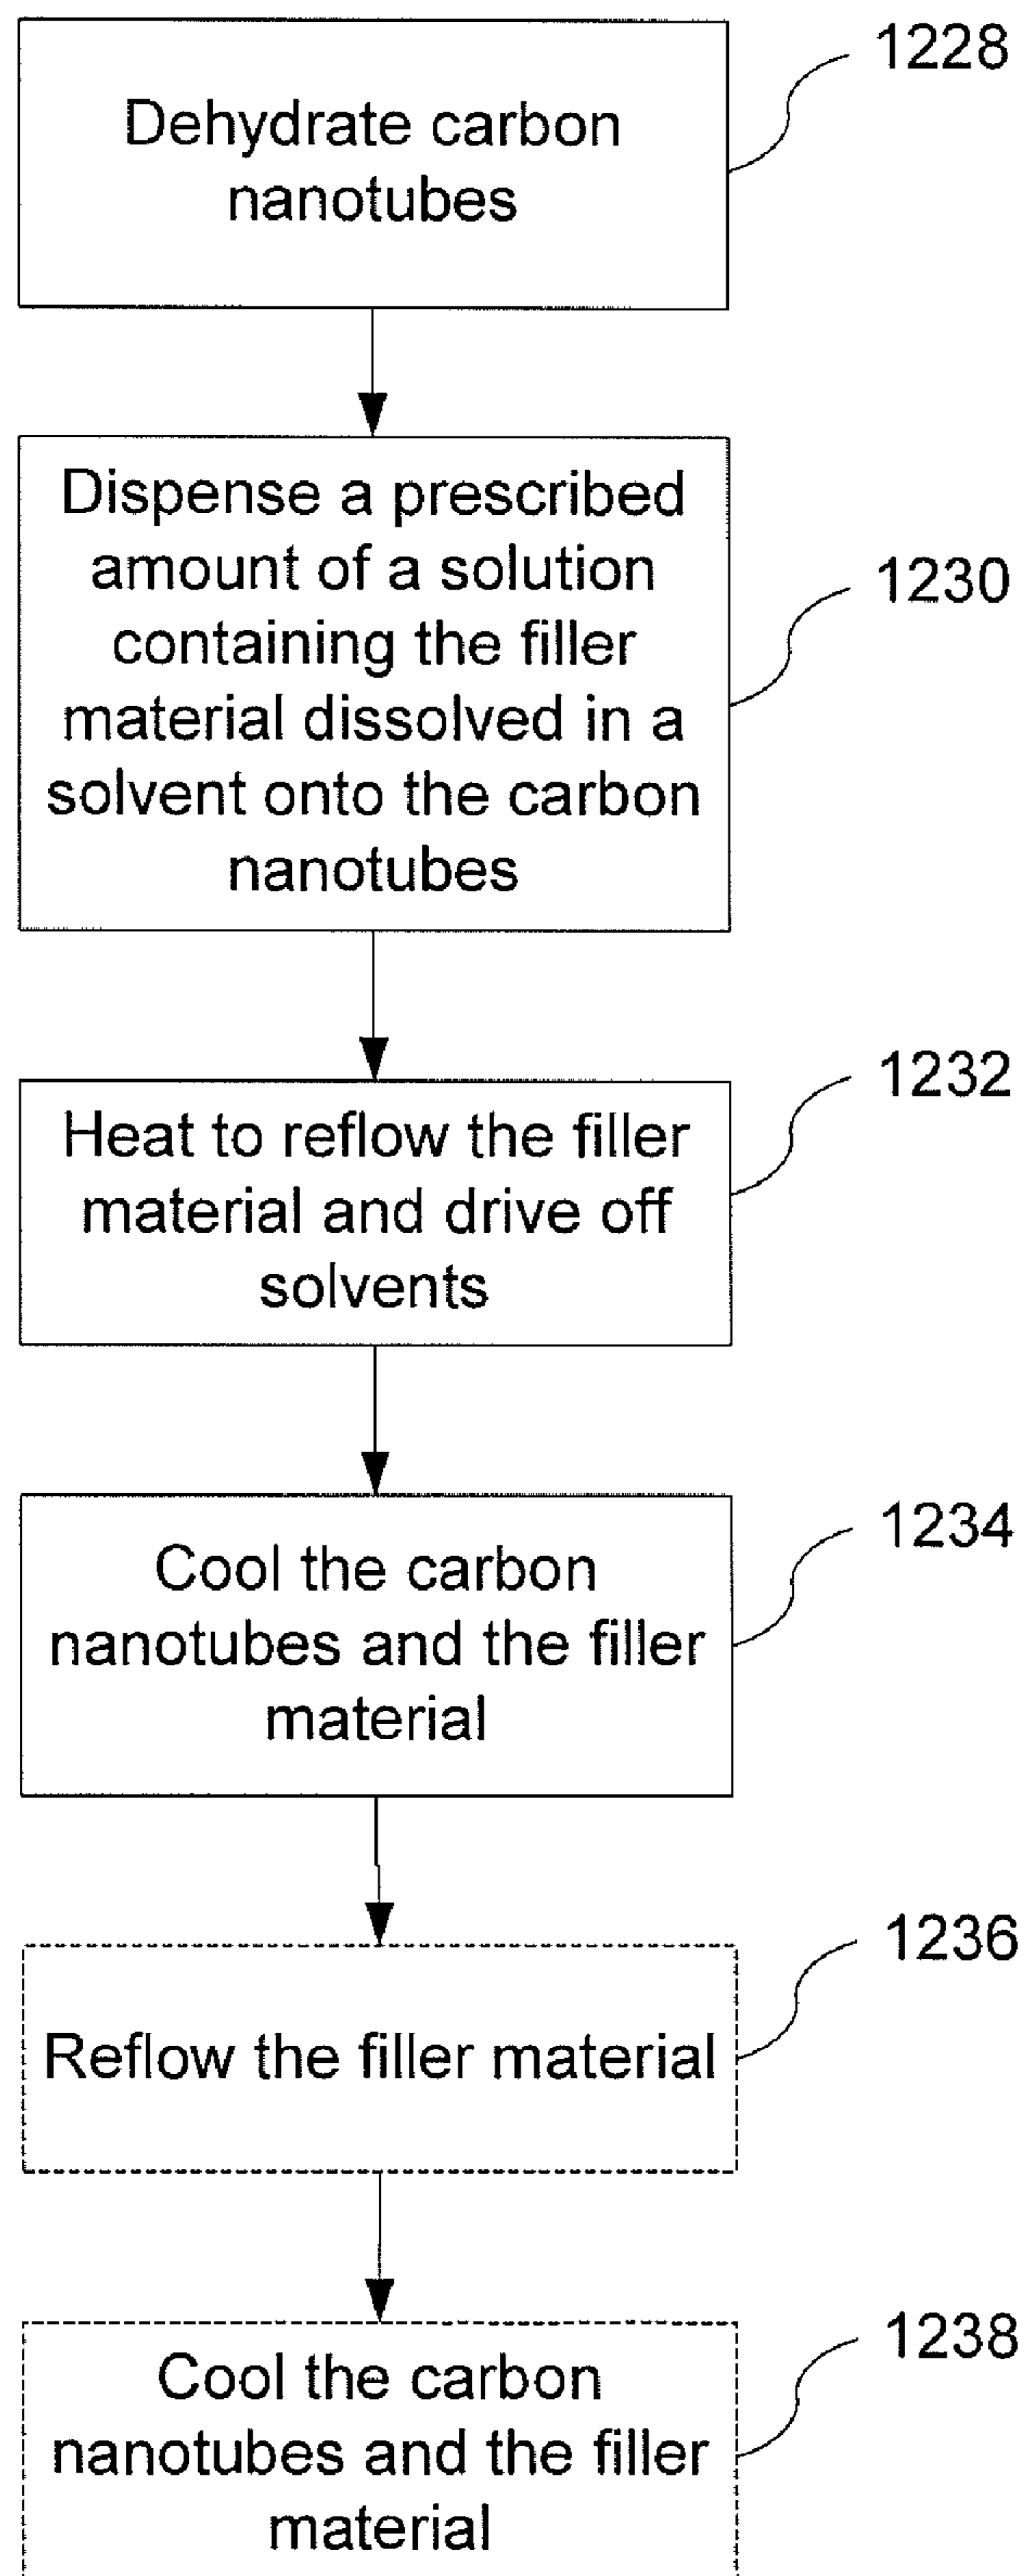 1228
Dehydrate carbon
nanotubes
1230
Dispense a prescribed
amount of a solution
containing the filler
material dissolved in a
solvent onto the carbon
nanotubes
1232
Heat to reflow the filler
material and drive off
solvents
1234
Cool the carbon
nanotubes and the filler
material
1236
Reflow the filler material
1238
Cool the carbon
nanotubes and the filler
material